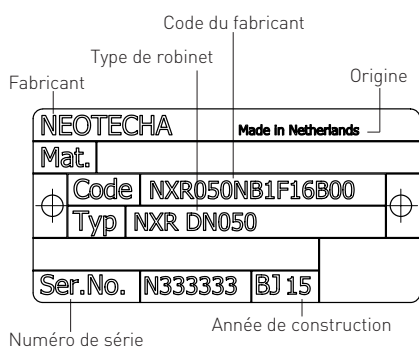 Code du fabricant
Type de robinet
Fabricant
Origine
NEOTECHA Made in Netherlands
Mat.
Code NXR050NB1F16B00
Typ NXR DN050
Ser.No. N333333 BJ 15
Année de construction
Numéro de série